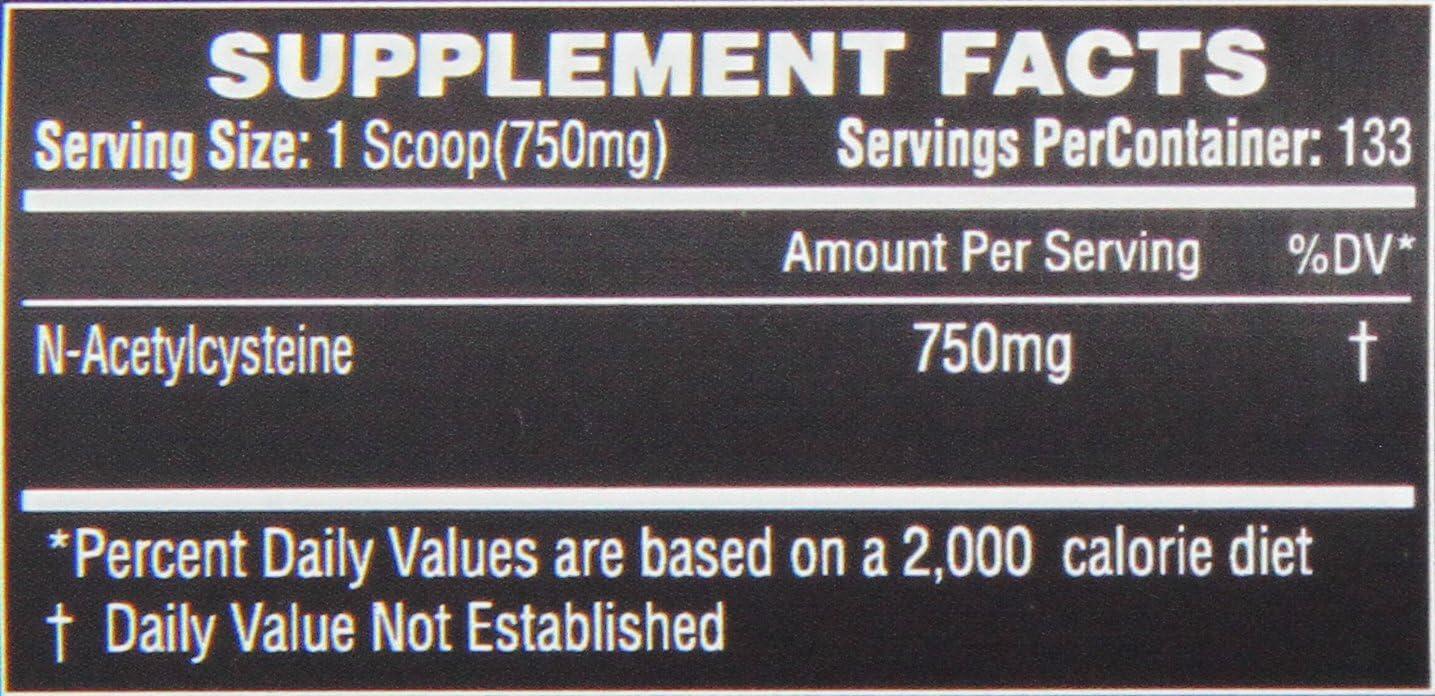 SUPPLEMENT FACTS
Serving Size: 1 Scoop(750mg) Servings PerContainer: 133
Amount Per Serving %DV*
N-Acetylcysteine 750mg †
*Percent Daily Values are based on a 2,000 calorie diet
† Daily Value Not Established